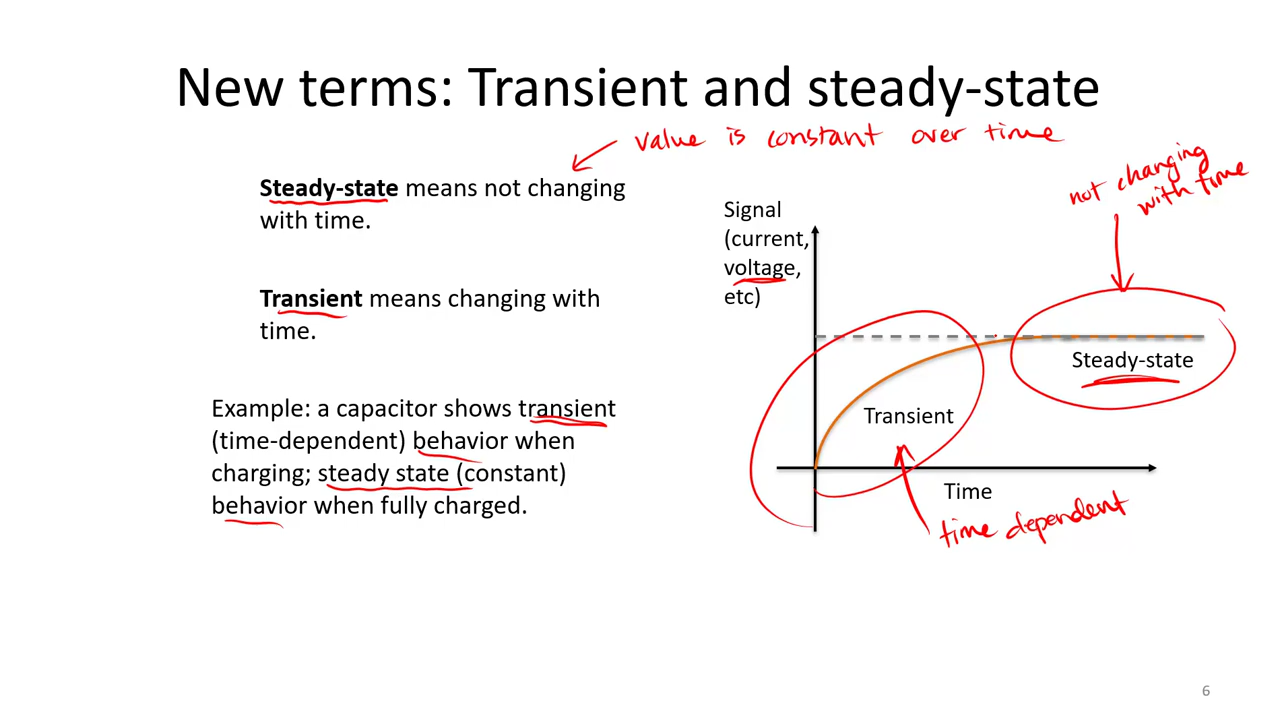 New terms: Transient and steady-state
value is constant over time
Steady-state means not changing
with time.
Transient means changing with
time.
Example: a capacitor shows transient
(time-dependent) behavior when
charging; steady state (constant)
behavior when fully charged.
not changing
with time
Signal
(current,
voltage,
etc)
Steady-state
Transient
Time
time dependent
6